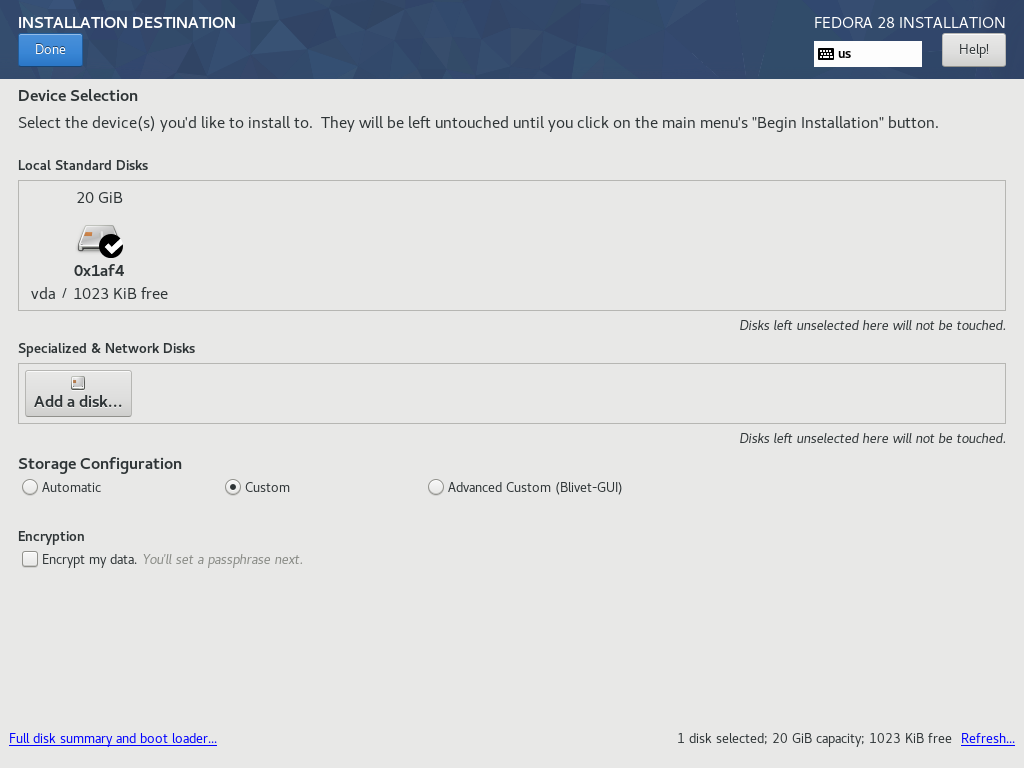 INSTALLATION DESTINATION
FEDORA 28 INSTALLATION
Done
us
Help!
Device Selection
Select the device(s) you'd like to install to.  They will be left untouched until you click on the main menu's "Begin Installation" button.
Local Standard Disks
20 GiB
0x1af4
vda / 1023 KiB free
Disks left unselected here will not be touched.
Specialized & Network Disks
Add a disk...
Disks left unselected here will not be touched.
Storage Configuration
Automatic Custom Advanced Custom (Blivet-GUI)
Encryption
Encrypt my data. You'll set a passphrase next.
Full disk summary and boot loader... 1 disk selected; 20 GiB capacity; 1023 KiB free Refresh...